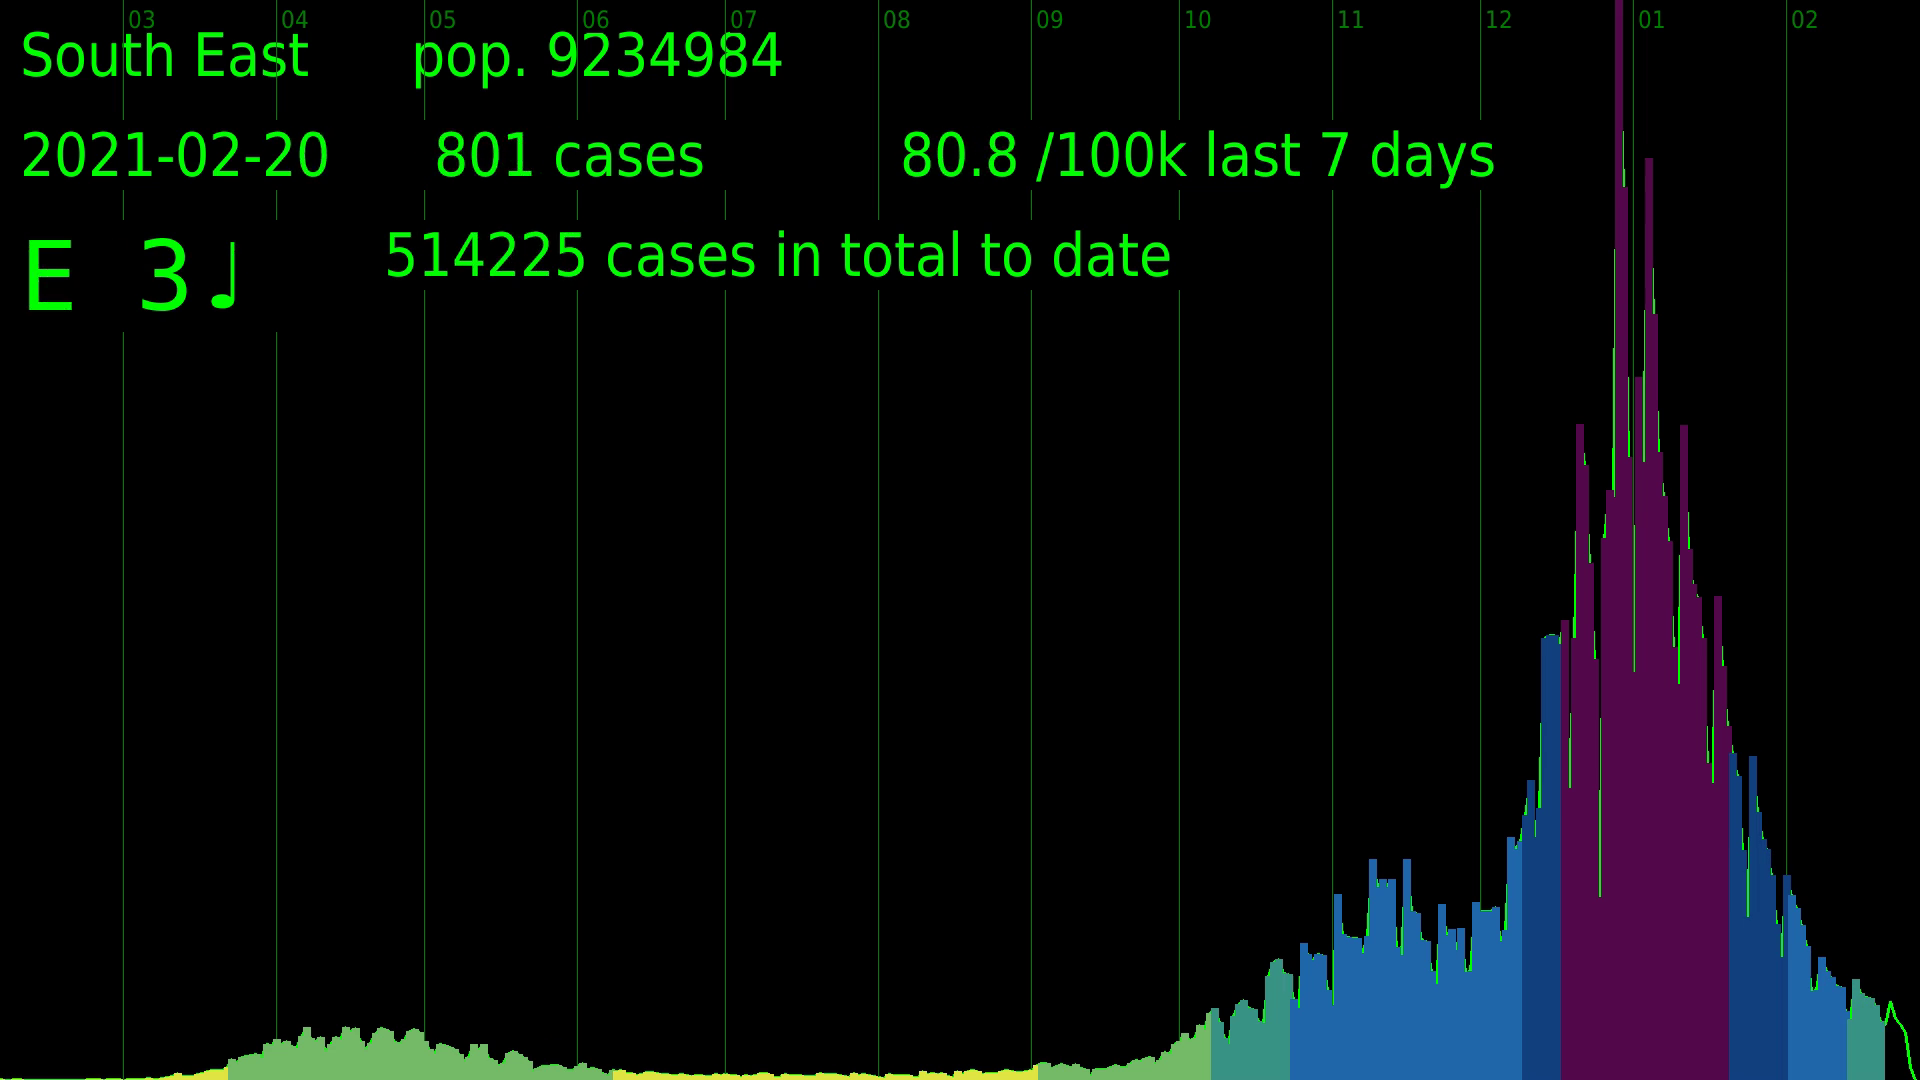 03 04 05 06 07 08 09 10 11 12 01 02
South East pop. 9234984
2021-02-20 801 cases 80.8 /100k last 7 days
E 3♩ 514225 cases in total to date